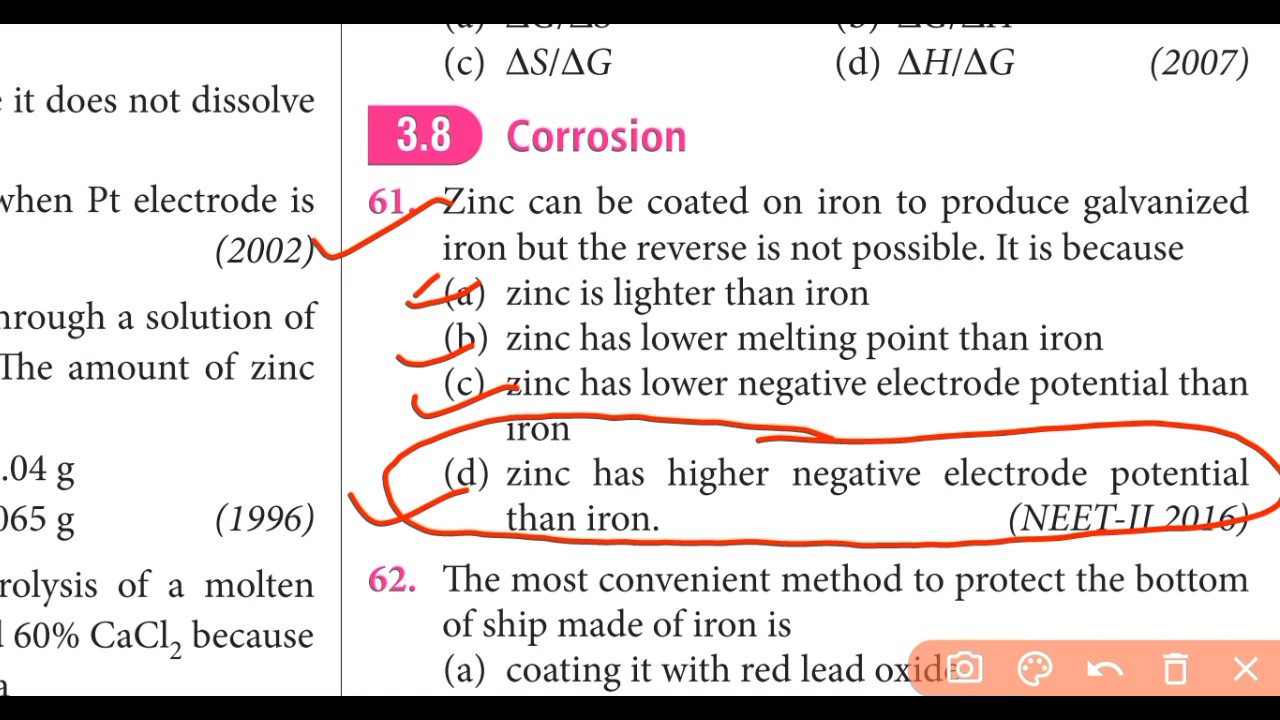 it does not dissolve
when Pt electrode is
(2002)
hrough a solution of
The amount of zinc
.04 g
065 g (1996)
rolysis of a molten
60% CaCl₂ because
a
(c) ΔS/ΔG (d) ΔH/ΔG (2007)
3.8 Corrosion
61. Zinc can be coated on iron to produce galvanized
iron but the reverse is not possible. It is because
(a) zinc is lighter than iron
(b) zinc has lower melting point than iron
(c) zinc has lower negative electrode potential than
iron
(d) zinc has higher negative electrode potential
than iron. (NEET-II 2016)
62. The most convenient method to protect the bottom
of ship made of iron is
(a) coating it with red lead oxide